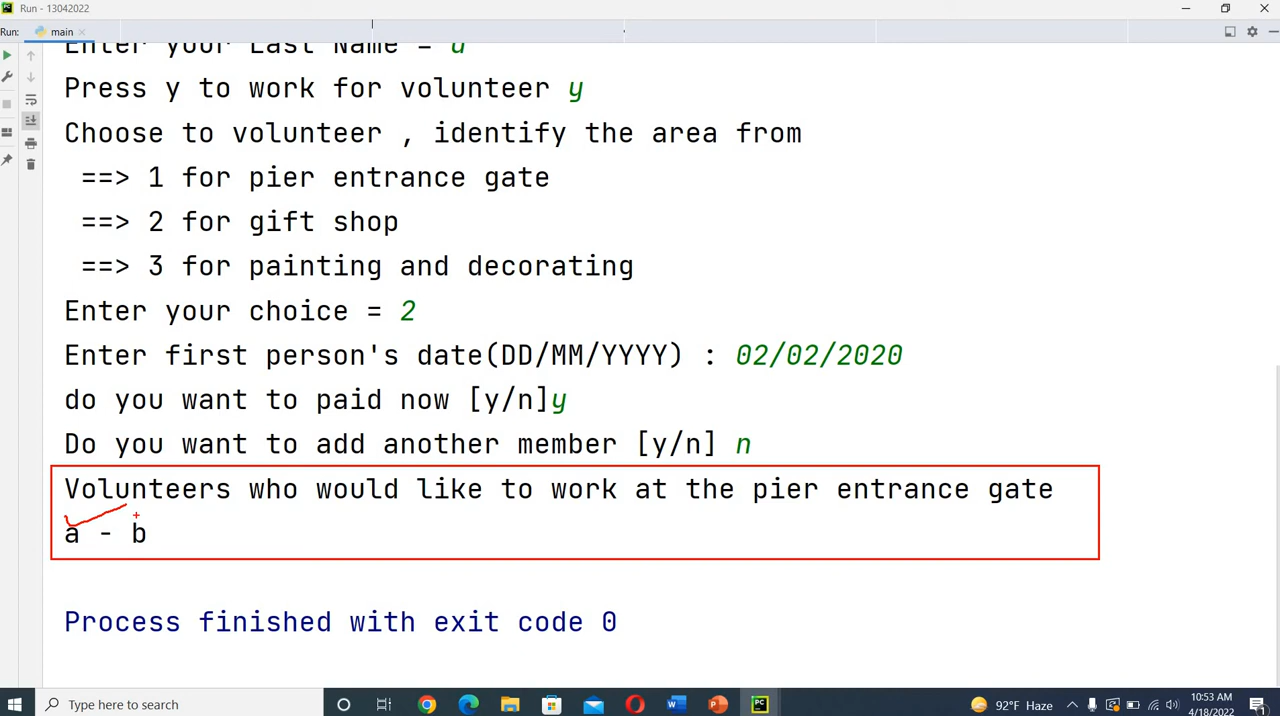 Run - 13042022
Run: main
Enter your Last Name =
Press y to work for volunteer y
Choose to volunteer , identify the area from
==> 1 for pier entrance gate
==> 2 for gift shop
==> 3 for painting and decorating
Enter your choice = 2
Enter first person's date(DD/MM/YYYY) : 02/02/2020
do you want to paid now [y/n]y
Do you want to add another member [y/n] n
Volunteers who would like to work at the pier entrance gate
a - b
Process finished with exit code 0
Type here to search
92°F Haze
10:53 AM
4/18/2022